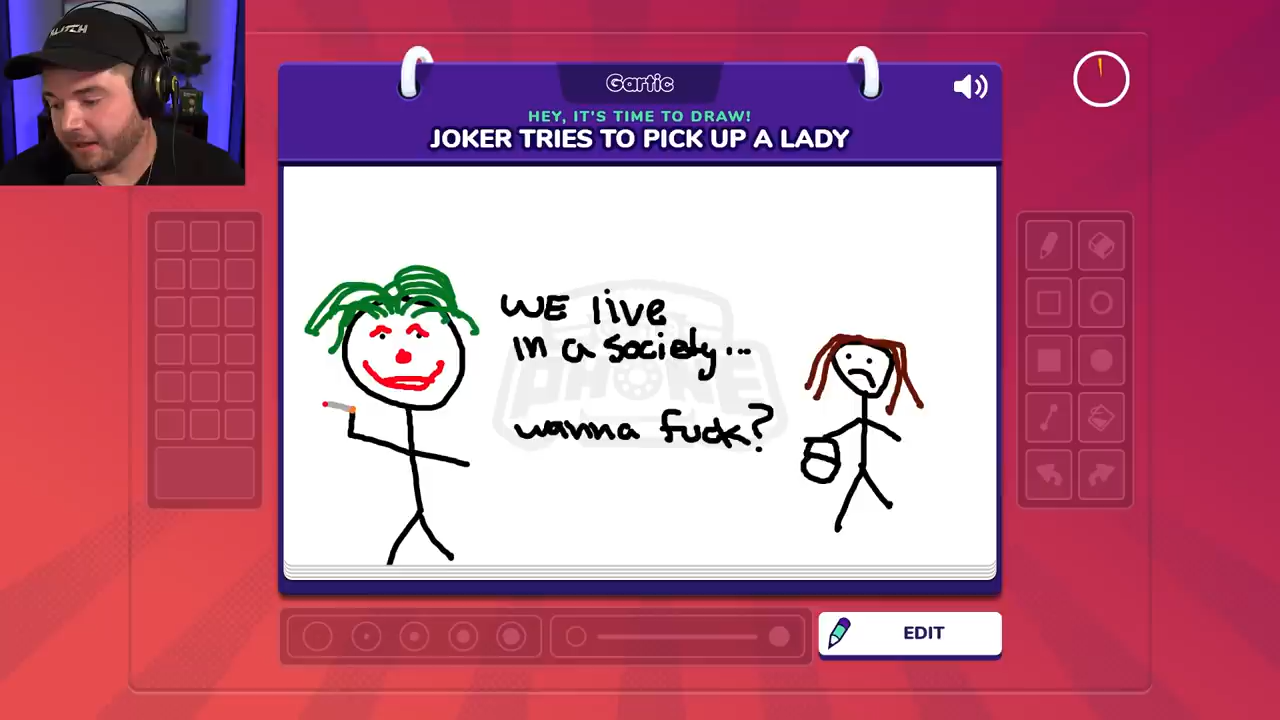 Gartic
HEY, IT'S TIME TO DRAW!
JOKER TRIES TO PICK UP A LADY
WE live
in a society...
wanna fuck?
PHONE
EDIT